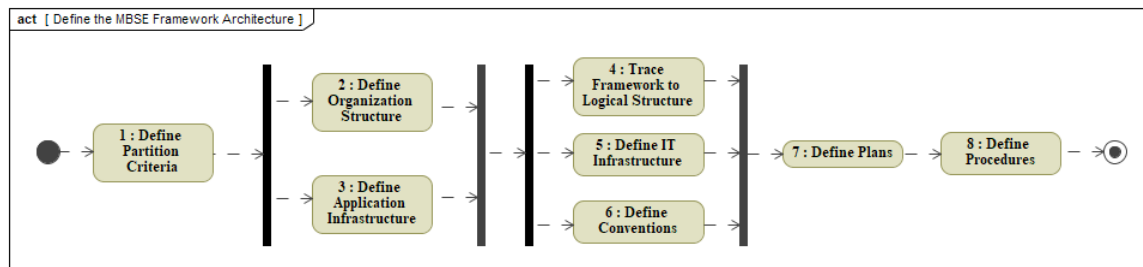 act [ Define the MBSE Framework Architecture ]
1 : Define
Partition
Criteria
2 : Define
Organization
Structure
3 : Define
Application
Infrastructure
4 : Trace
Framework to
Logical Structure
5 : Define IT
Infrastructure
6 : Define
Conventions
7 : Define Plans
8 : Define
Procedures